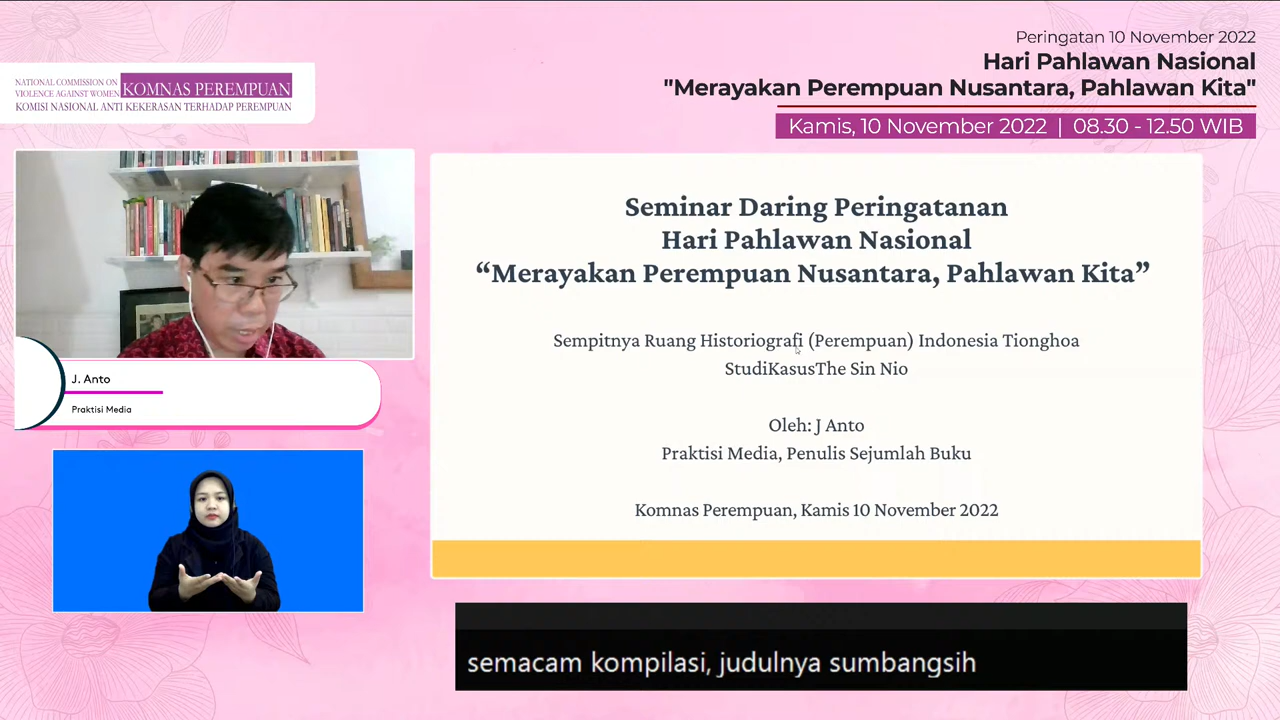 Peringatan 10 November 2022
Hari Pahlawan Nasional
"Merayakan Perempuan Nusantara, Pahlawan Kita"
Kamis, 10 November 2022 | 08.30 - 12.50 WIB
NATIONAL COMMISSION ON
VIOLENCE AGAINST WOMEN
KOMNAS PEREMPUAN
KOMISI NASIONAL ANTI KEKERASAN TERHADAP PEREMPUAN
J. Anto
Praktisi Media
Seminar Daring Peringatanan
Hari Pahlawan Nasional
“Merayakan Perempuan Nusantara, Pahlawan Kita”
Sempitnya Ruang Historiografi (Perempuan) Indonesia Tionghoa
StudiKasusThe Sin Nio
Oleh: J Anto
Praktisi Media, Penulis Sejumlah Buku
Komnas Perempuan, Kamis 10 November 2022
semacam kompilasi, judulnya sumbangsih